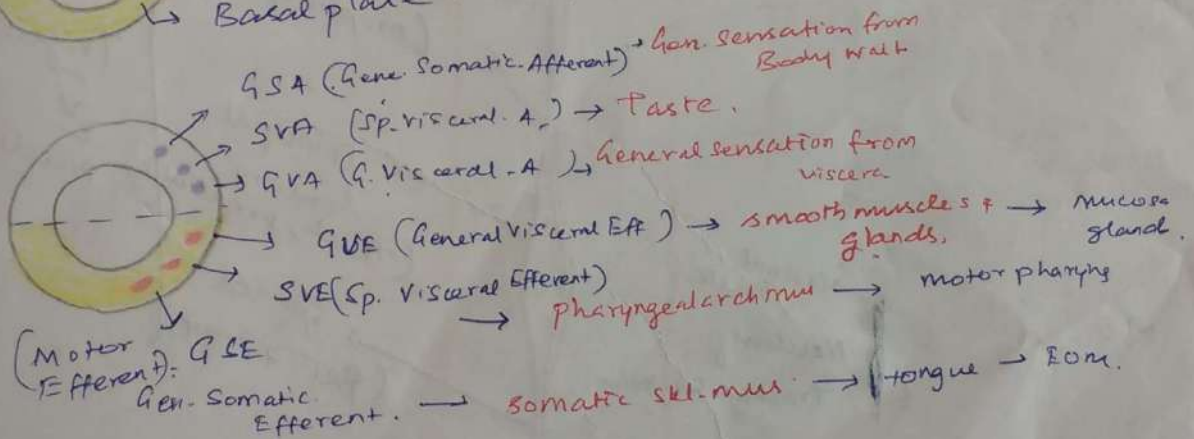 ↳ Basal plate
GSA (Gene. Somatic. Afferent) → Gen. sensation from
Body wall
SVA (Sp. visceral. A.) → Taste.
GVA (G. Visceral - A) → General sensation from
viscera
GVE (General Visceral Eff) → smooth muscles & → mucosa
glands, gland.
SVE (Sp. Visceral Efferent)
→ pharyngeal arch mus → motor pharynx
(Motor
Efferent). GSE
Gen. Somatic → somatic skl. mus. → tongue → EOM.
Efferent.